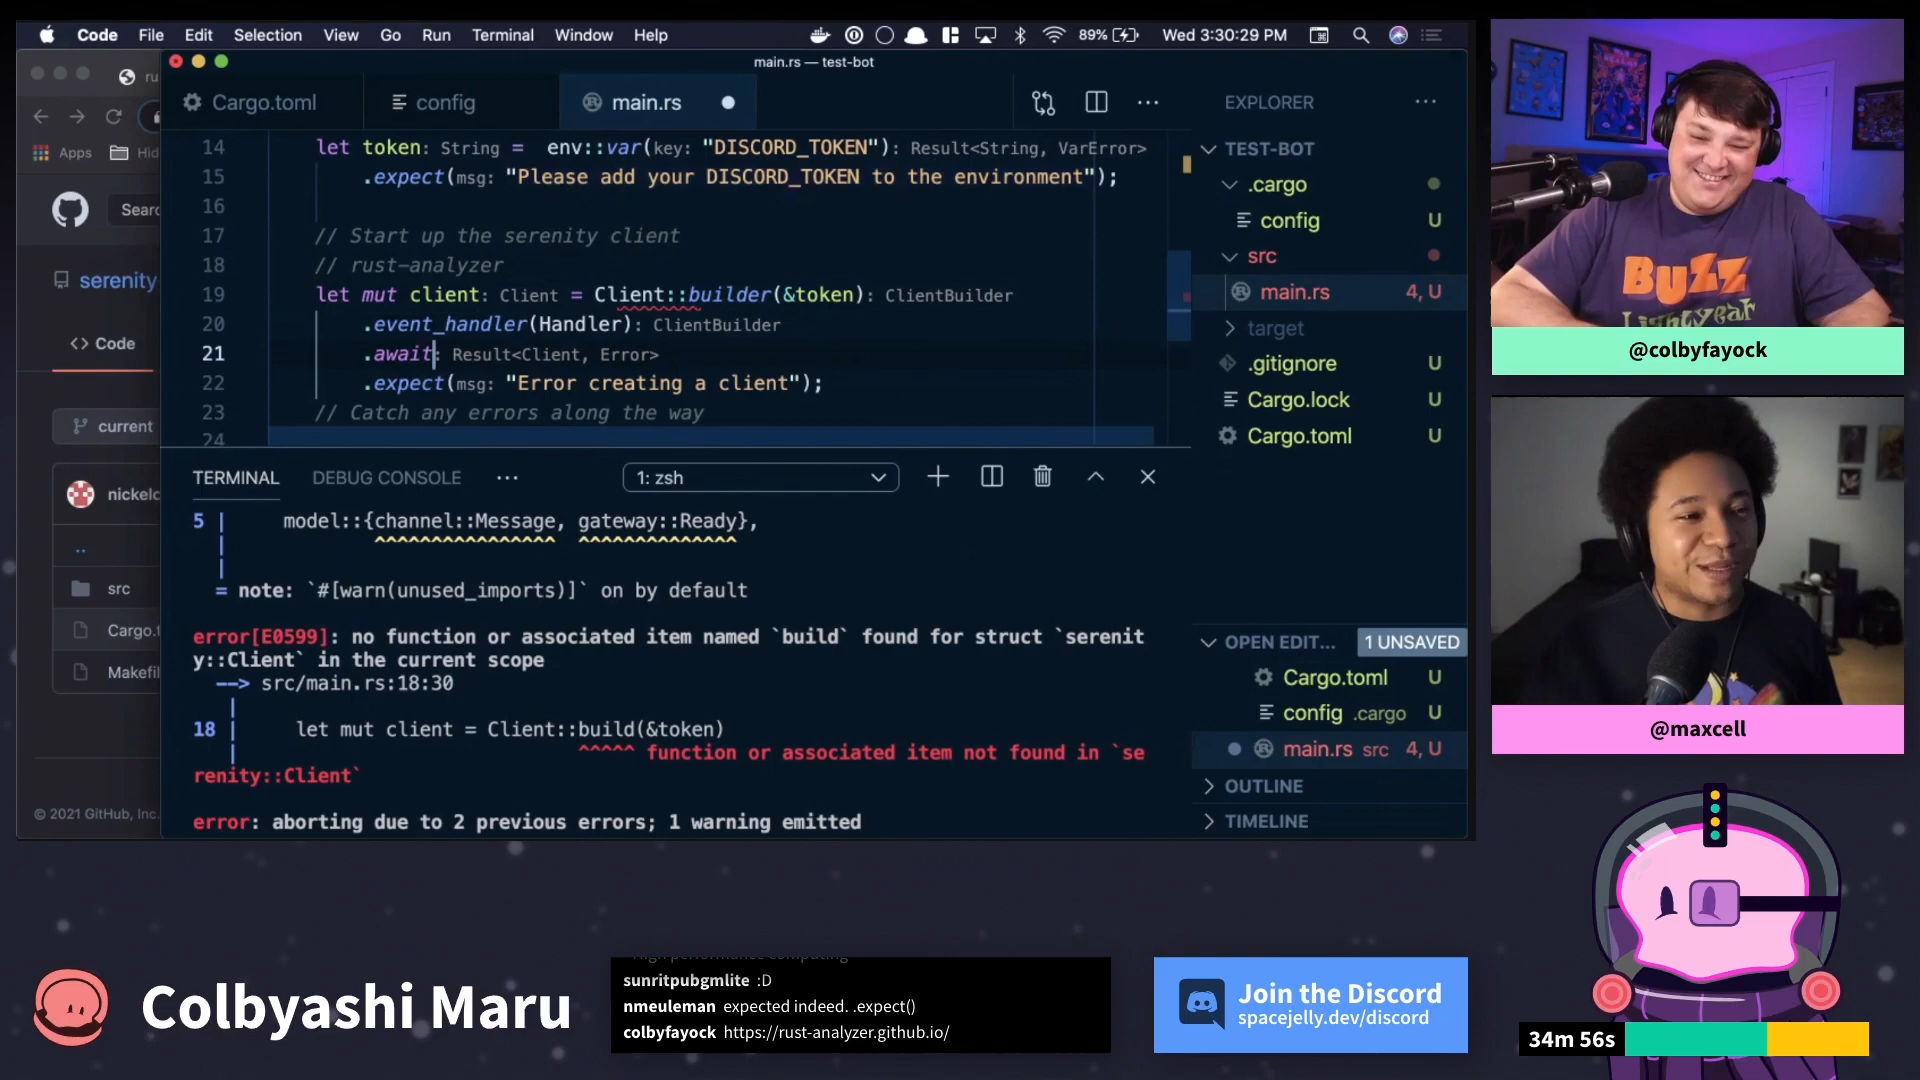 Code File Edit Selection View Go Run Terminal Window Help
89% Wed 3:30:29 PM
main.rs — test-bot
ru
Cargo.toml
config
main.rs
Apps
Searc
serenity
Code
current
nickelc
..
src
Cargo.t
Makefil
© 2021 GitHub, Inc.
14 let token: String = env::var(key: "DISCORD_TOKEN"): Result<String, VarError>
15 .expect(msg: "Please add your DISCORD_TOKEN to the environment");
16
17 // Start up the serenity client
18 // rust-analyzer
19 let mut client: Client = Client::builder(&token): ClientBuilder
20 .event_handler(Handler): ClientBuilder
21 .await: Result<Client, Error>
22 .expect(msg: "Error creating a client");
23 // Catch any errors along the way
24
TERMINAL DEBUG CONSOLE ...
1: zsh
5 | model::{channel::Message, gateway::Ready},
| ^^^^^^^^^^^^^^^^ ^^^^^^^^^^^^^^
|
= note: `#[warn(unused_imports)]` on by default
error[E0599]: no function or associated item named `build` found for struct `serenit
y::Client` in the current scope
--> src/main.rs:18:30
|
18 | let mut client = Client::build(&token)
| ^^^^^ function or associated item not found in `se
renity::Client`
error: aborting due to 2 previous errors; 1 warning emitted
EXPLORER ...
TEST-BOT
.cargo
config U
src
main.rs 4, U
target
.gitignore U
Cargo.lock U
Cargo.toml U
OPEN EDIT... 1 UNSAVED
Cargo.toml U
config .cargo U
main.rs src 4, U
OUTLINE
TIMELINE
BUZZ
Lightyear
@colbyfayock
@maxcell
Colbyashi Maru
High performance computing
sunritpubgmlite :D
nmeuleman expected indeed. .expect()
colbyfayock https://rust-analyzer.github.io/
Join the Discord
spacejelly.dev/discord
34m 56s